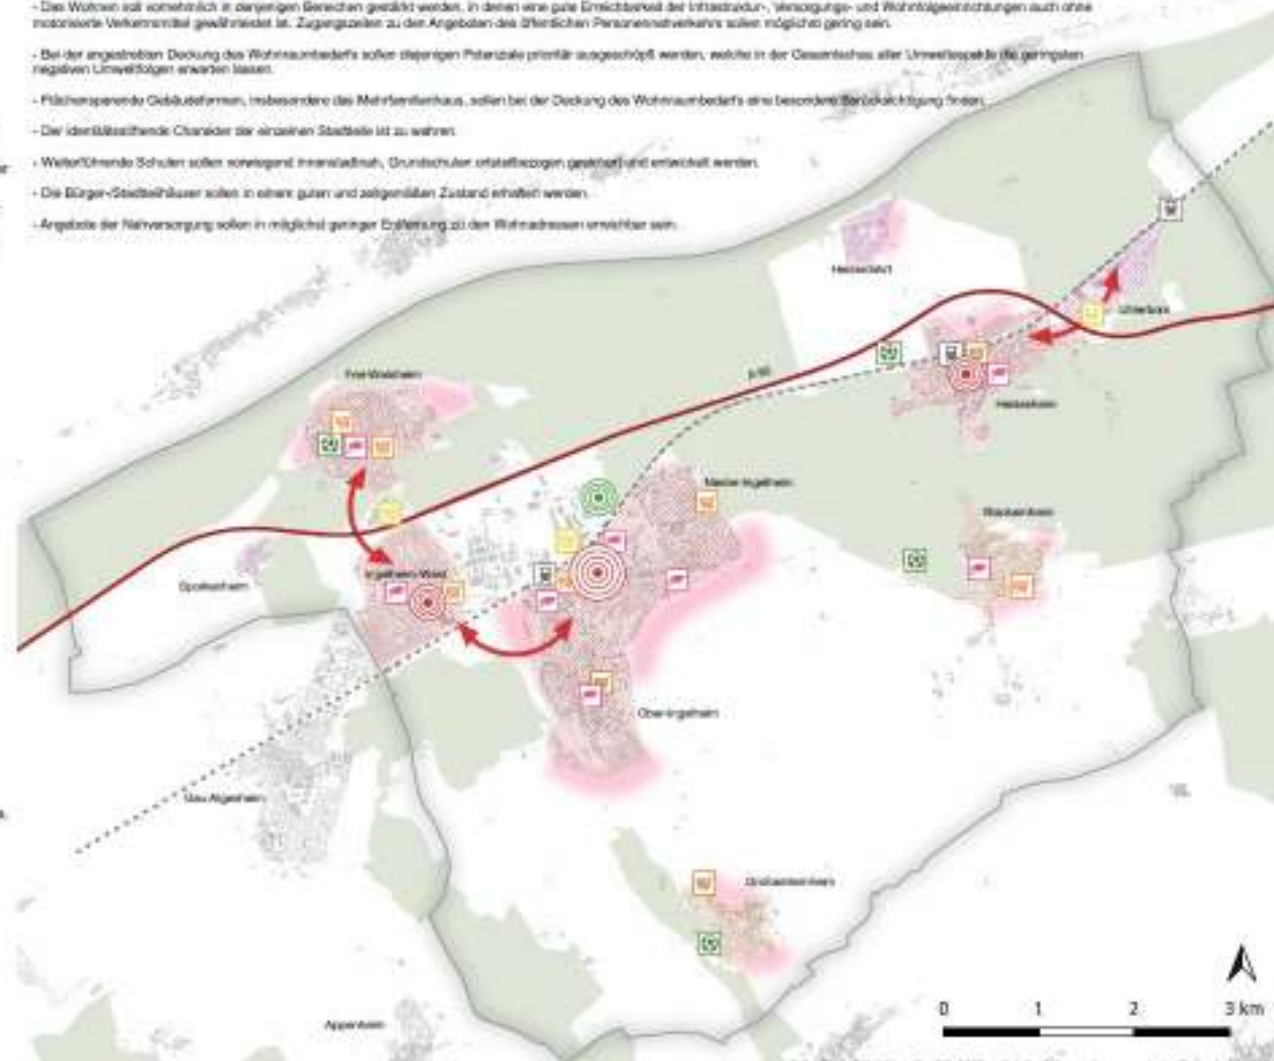 - Das Wohnen soll vornehmlich in denjenigen Bereichen gestärkt werden, in denen eine gute Erreichbarkeit der Infrastruktur-, Versorgungs- und Wohnfolgeeinrichtungen auch ohne
motorisierte Verkehrsmittel gewährleistet ist. Zugangszeiten zu den Angeboten des öffentlichen Personennahverkehrs sollen möglichst gering sein.
- Bei der angestrebten Deckung des Wohnraumbedarfs sollen diejenigen Potenziale prioritär ausgeschöpft werden, welche in der Gesamtschau aller Umweltaspekte die geringsten
negativen Umweltfolgen erwarten lassen.
- Flächensparende Gebäudeformen, insbesondere das Mehrfamilienhaus, sollen bei der Deckung des Wohnraumbedarfs eine besondere Berücksichtigung finden.
- Der identitätsstiftende Charakter der einzelnen Stadtteile ist zu wahren.
- Weiterführende Schulen sollen vorwiegend innenstadtnah, Grundschulen ortsteilbezogen gesichert und entwickelt werden.
- Die Bürger-/Stadtteilhäuser sollen in einem guten und zeitgemäßen Zustand erhalten werden.
- Angebote der Nahversorgung sollen in möglichst geringer Entfernung zu den Wohnadressen erreichbar sein.
Heidesheim
Uhlerborn
Frei-Weinheim
A 60
Nieder-Ingelheim
Wackernheim
Sporkenheim
Ingelheim-West
Ober-Ingelheim
Gau-Algesheim
Großwinternheim
Appenheim
0 1 2 3 km